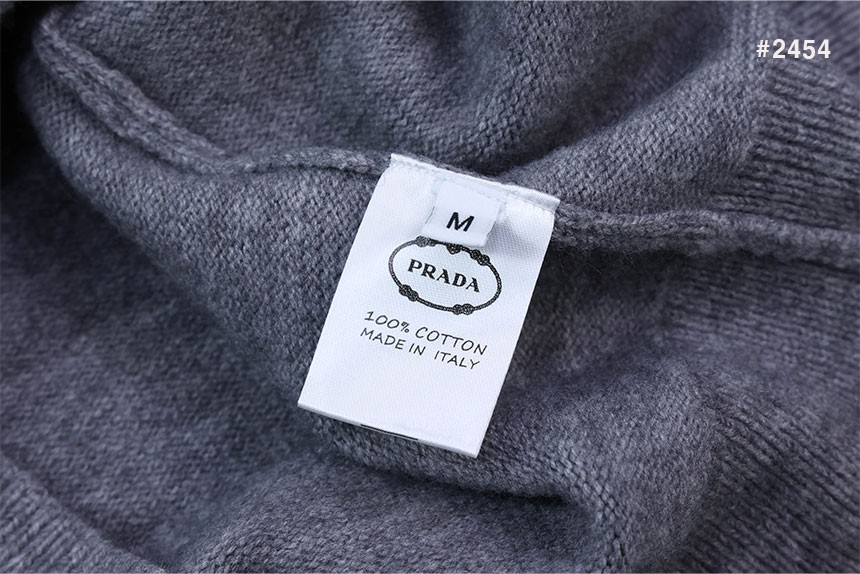 #2454
M
PRADA
100% COTTON
MADE IN ITALY